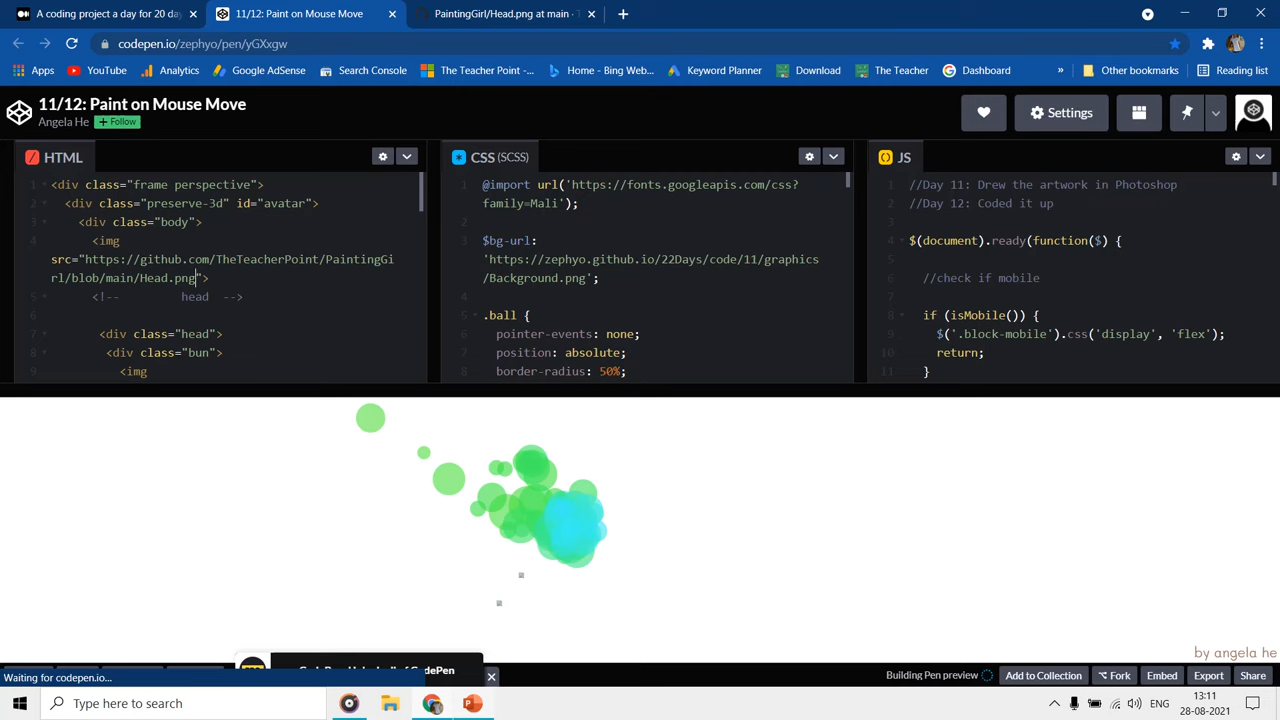 A coding project a day for 20 day
11/12: Paint on Mouse Move
PaintingGirl/Head.png at main · T
codepen.io/zephyo/pen/yGXxgw
Apps
YouTube
Analytics
Google AdSense
Search Console
The Teacher Point -...
Home - Bing Web...
Keyword Planner
Download
The Teacher
Dashboard
»
Other bookmarks
Reading list
11/12: Paint on Mouse Move
Angela He
+ Follow
Settings
HTML
1 <div class="frame perspective">
2 <div class="preserve-3d" id="avatar">
3 <div class="body">
4 <img
src="https://github.com/TheTeacherPoint/PaintingGi
rl/blob/main/Head.png">
5 <!-- head -->
6
7 <div class="head">
8 <div class="bun">
9 <img
CSS (SCSS)
1 @import url('https://fonts.googleapis.com/css?
family=Mali');
2
3 $bg-url:
'https://zephyo.github.io/22Days/code/11/graphics
/Background.png';
4
5 .ball {
6 pointer-events: none;
7 position: absolute;
8 border-radius: 50%;
JS
1 //Day 11: Drew the artwork in Photoshop
2 //Day 12: Coded it up
3
4 $(document).ready(function($) {
5
6 //check if mobile
7
8 if (isMobile()) {
9 $('.block-mobile').css('display', 'flex');
10 return;
11 }
by angela he
Waiting for codepen.io...
Building Pen preview
Add to Collection
Fork
Embed
Export
Share
Type here to search
ENG
13:11
28-08-2021